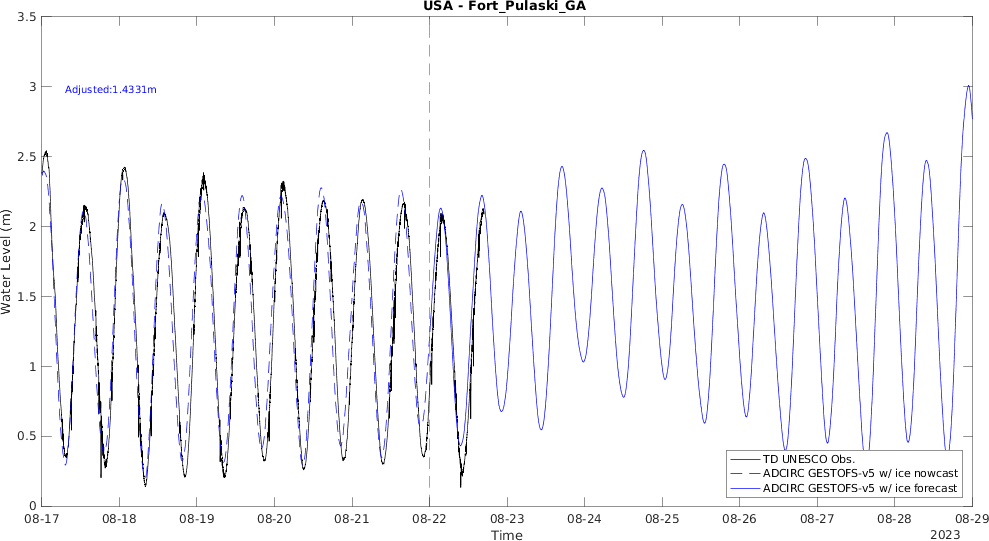 USA - Fort_Pulaski_GA
3.5
3
2.5
2
1.5
1
0.5
0
Water Level (m)
Adjusted:1.4331m
TD UNESCO Obs.
ADCIRC GESTOFS-v5 w/ ice nowcast
ADCIRC GESTOFS-v5 w/ ice forecast
08-17 08-18 08-19 08-20 08-21 08-22 08-23 08-24 08-25 08-26 08-27 08-28 08-29
Time
2023